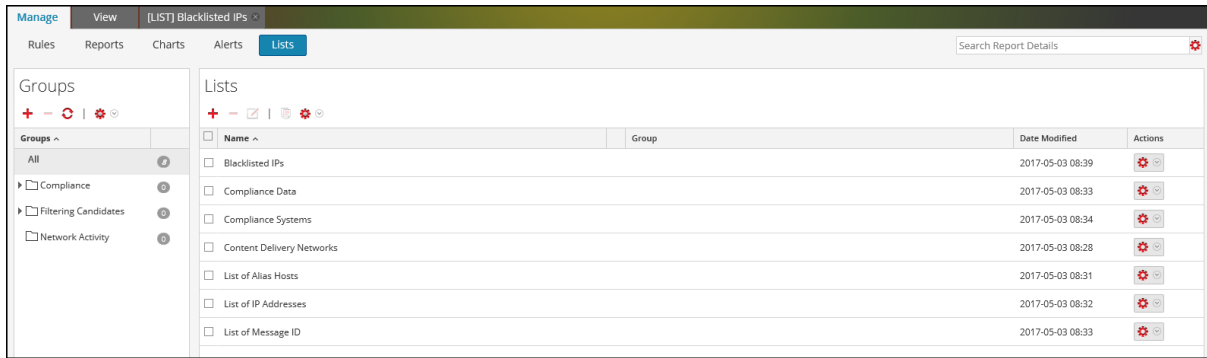 Manage View [LIST] Blacklisted IPs
Rules Reports Charts Alerts Lists Search Report Details
Groups
Lists
Groups
Name Group Date Modified Actions
All
Blacklisted IPs 2017-05-03 08:39
Compliance 0
Compliance Data 2017-05-03 08:33
Filtering Candidates 0
Compliance Systems 2017-05-03 08:34
Network Activity 0
Content Delivery Networks 2017-05-03 08:28
List of Alias Hosts 2017-05-03 08:31
List of IP Addresses 2017-05-03 08:32
List of Message ID 2017-05-03 08:33